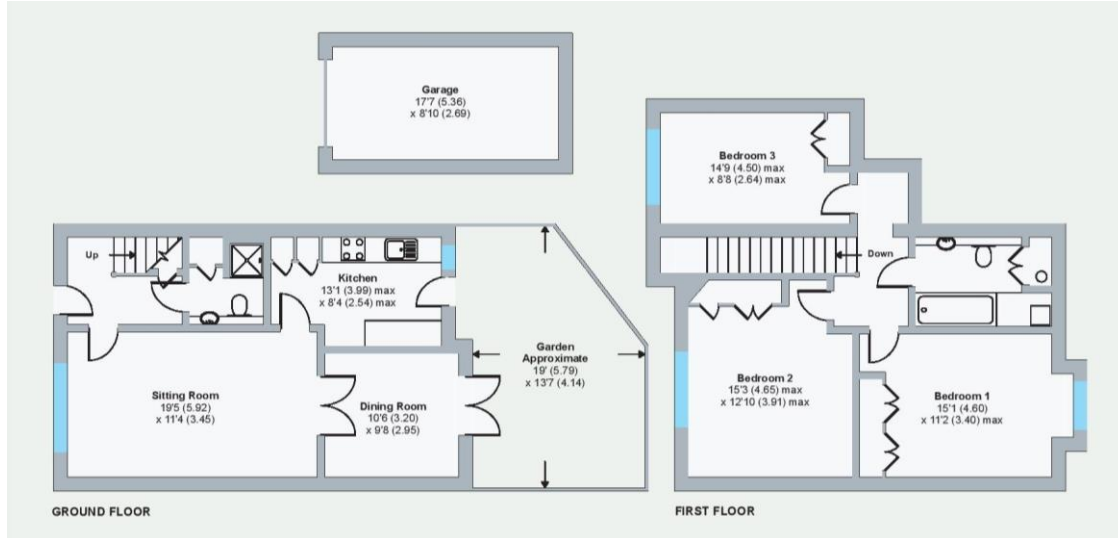 Garage
17'7 (5.36)
x 8'10 (2.69)
Bedroom 3
14'9 (4.50) max
x 8'8 (2.64) max
Up
Kitchen
13'1 (3.99) max
x 8'4 (2.54) max
Down
Garden
Approximate
19' (5.79)
x 13'7 (4.14)
Sitting Room
19'5 (5.92)
x 11'4 (3.45)
Dining Room
10'6 (3.20)
x 9'8 (2.95)
Bedroom 2
15'3 (4.65) max
x 12'10 (3.91) max
Bedroom 1
15'1 (4.60)
x 11'2 (3.40) max
GROUND FLOOR
FIRST FLOOR